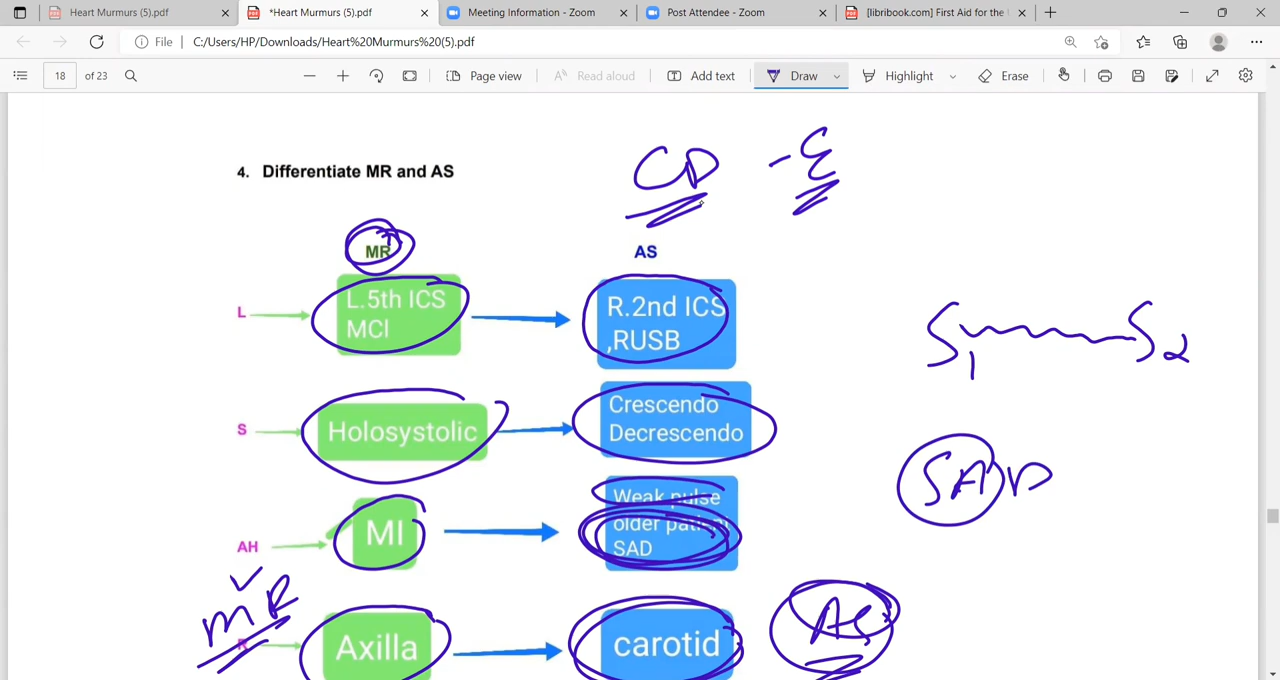 Heart Murmurs (5).pdf
*Heart Murmurs (5).pdf
Meeting Information - Zoom
Post Attendee - Zoom
[libribook.com] First Aid for the
File
C:/Users/HP/Downloads/Heart%20Murmurs%20(5).pdf
18 of 23
Page view
Read aloud
Add text
Draw
Highlight
Erase
CD - E
4. Differentiate MR and AS
MR AS
L L.5th ICS MCI R.2nd ICS ,RUSB
S1 S2
S Holosystolic Crescendo Decrescendo
SAD
AH MI Weak pulse older patient SAD
MR
R Axilla carotid AS